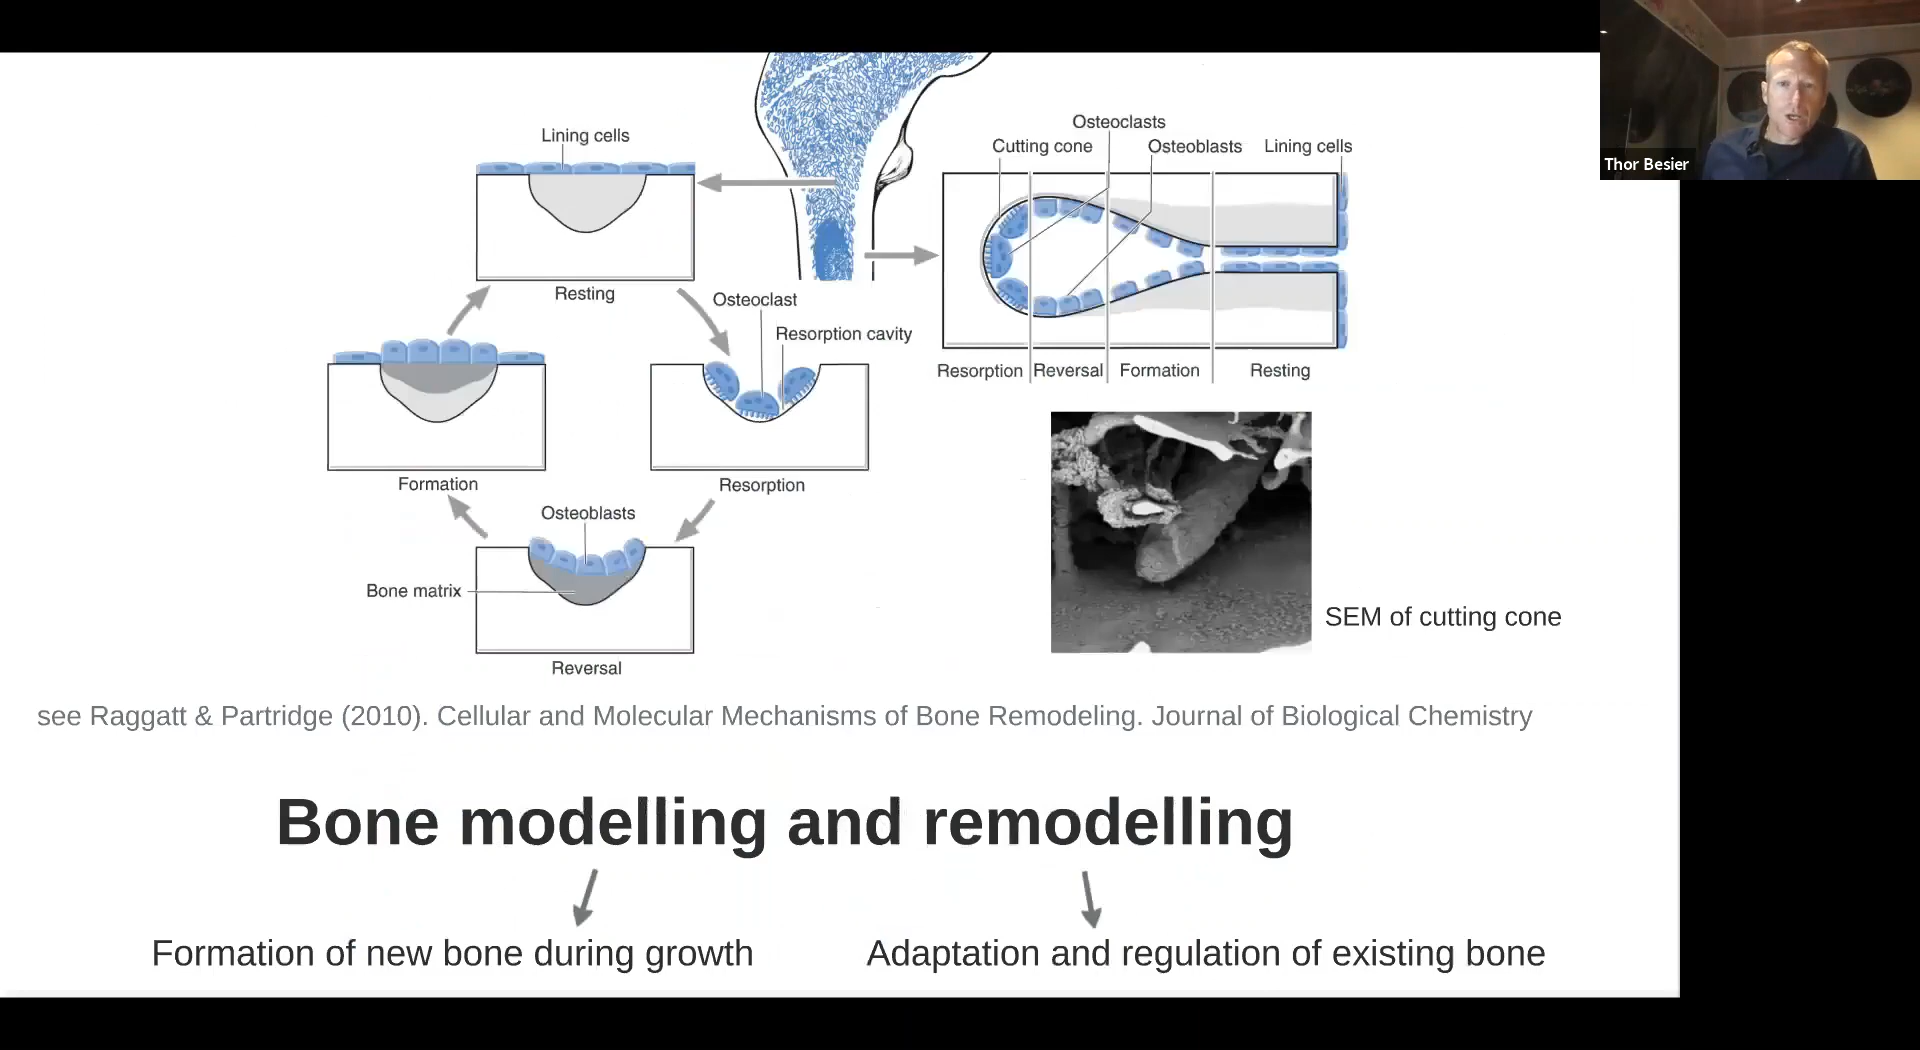 Lining cells
Resting
Osteoclast
Resorption cavity
Resorption
Osteoblasts
Bone matrix
Reversal
Formation
Osteoclasts
Cutting cone
Osteoblasts
Lining cells
Resorption
Reversal
Formation
Resting
SEM of cutting cone
see Raggatt & Partridge (2010). Cellular and Molecular Mechanisms of Bone Remodeling. Journal of Biological Chemistry
Bone modelling and remodelling
Formation of new bone during growth
Adaptation and regulation of existing bone
Thor Besier